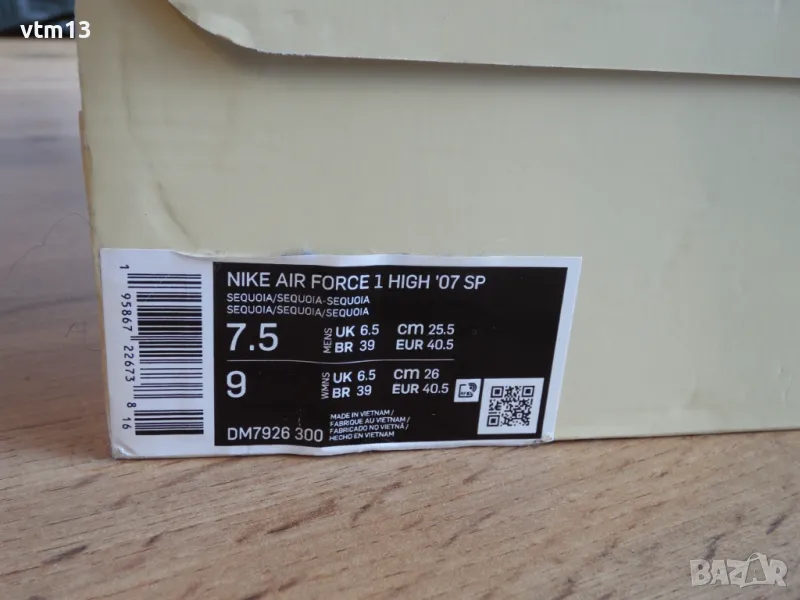 vtm13
NIKE AIR FORCE 1 HIGH '07 SP
SEQUOIA/SEQUOIA-SEQUOIA
SEQUOIA/SEQUOIA/SEQUOIA
7.5 MENS UK 6.5 cm 25.5
BR 39 EUR 40.5
9 WMNS UK 6.5 cm 26
BR 39 EUR 40.5
MADE IN VIETNAM /
FABRIQUE AU VIETNAM /
FABRICADO NO VIETNÃ /
HECHO EN VIETNAM
DM7926 300
1 95867 22673 8 16
BAZAR